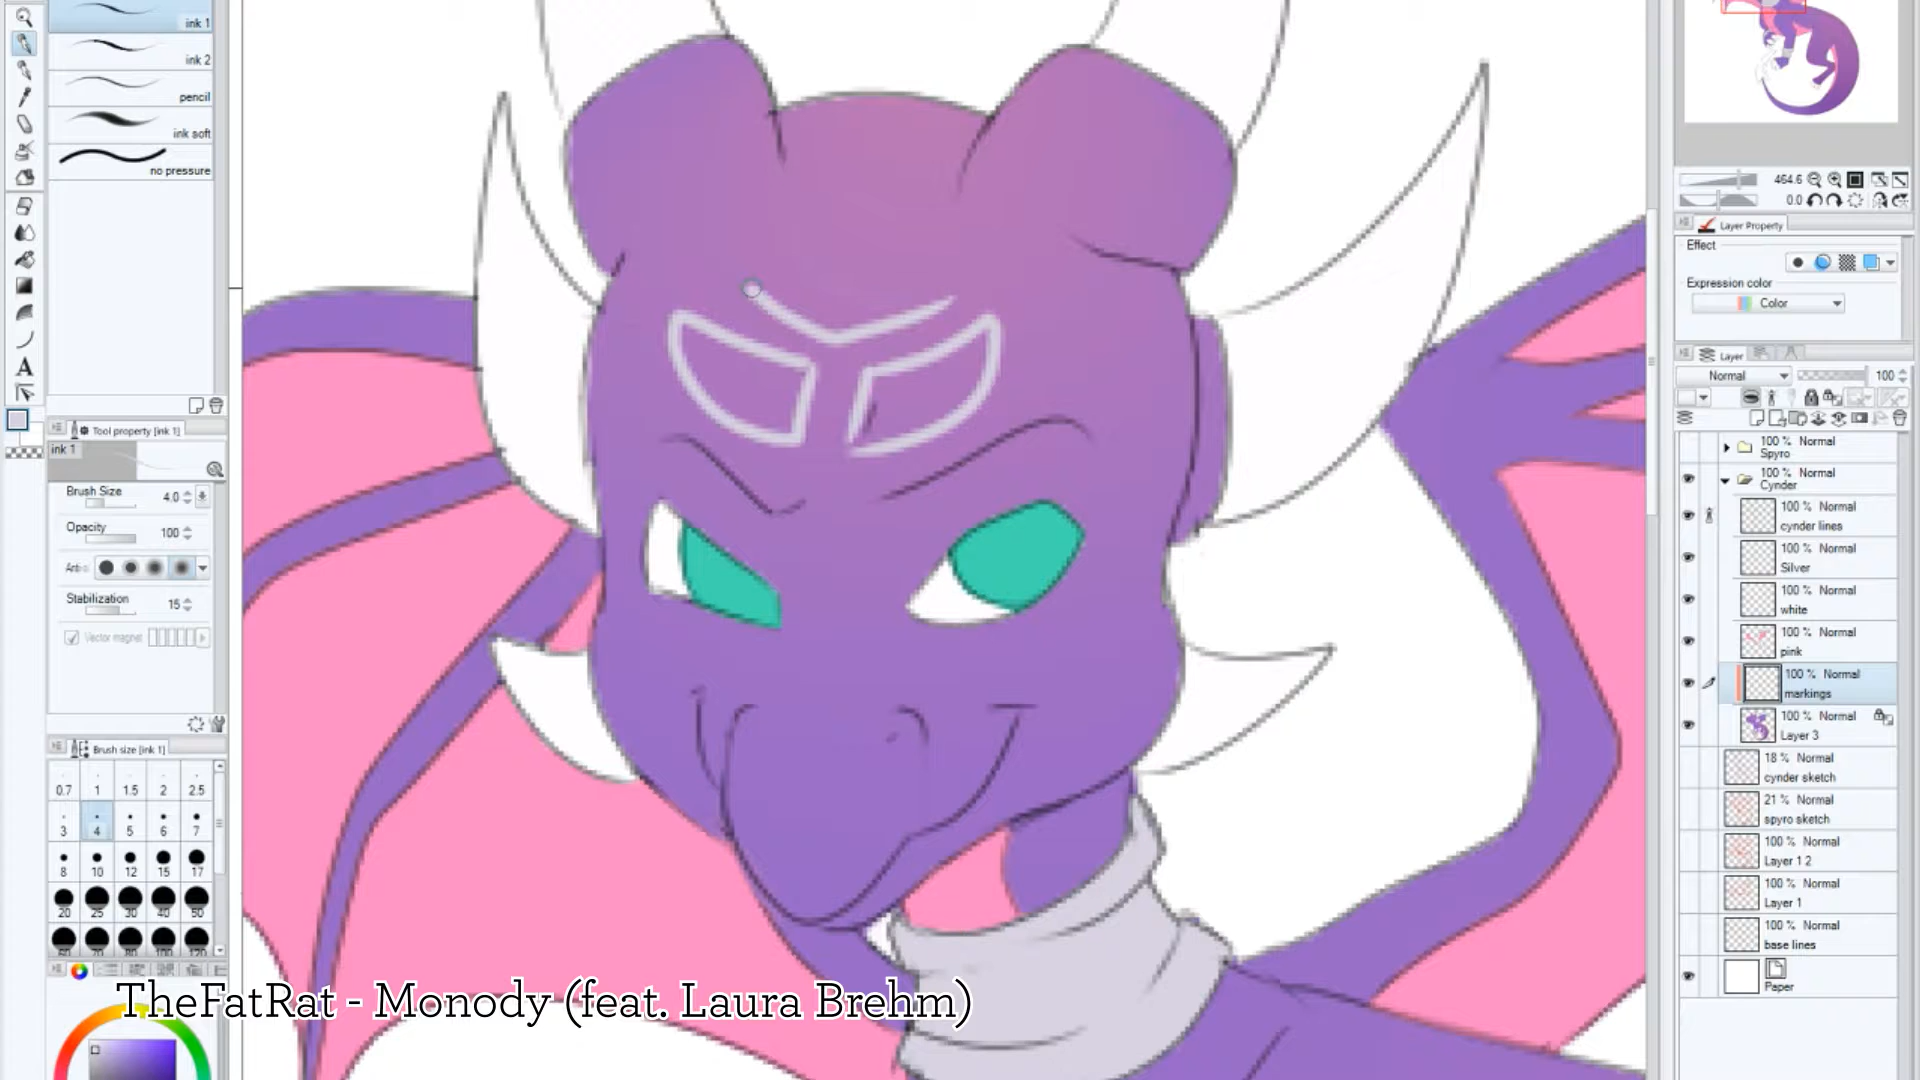 ink 1
ink 2
pencil
ink soft
no pressure
Tool property [ink 1]
ink 1
Brush Size 4.0
Opacity 100
Stabilization 15
Vector magnet
Brush size [ink 1]
0.7 1 1.5 2 2.5
3 4 5 6 7
8 10 12 15 17
20 25 30 40 50
TheFatRat - Monody (feat. Laura Brehm)
464.6
0.0
Layer Property
Effect
Expression color
Color
Layer
Normal 100
100 % Normal
Spyro
100 % Normal
Cynder
100 % Normal
cynder lines
100 % Normal
Silver
100 % Normal
white
100 % Normal
pink
100 % Normal
markings
100 % Normal
Layer 3
18 % Normal
cynder sketch
21 % Normal
spyro sketch
100 % Normal
Layer 1 2
100 % Normal
Layer 1
100 % Normal
base lines
Paper